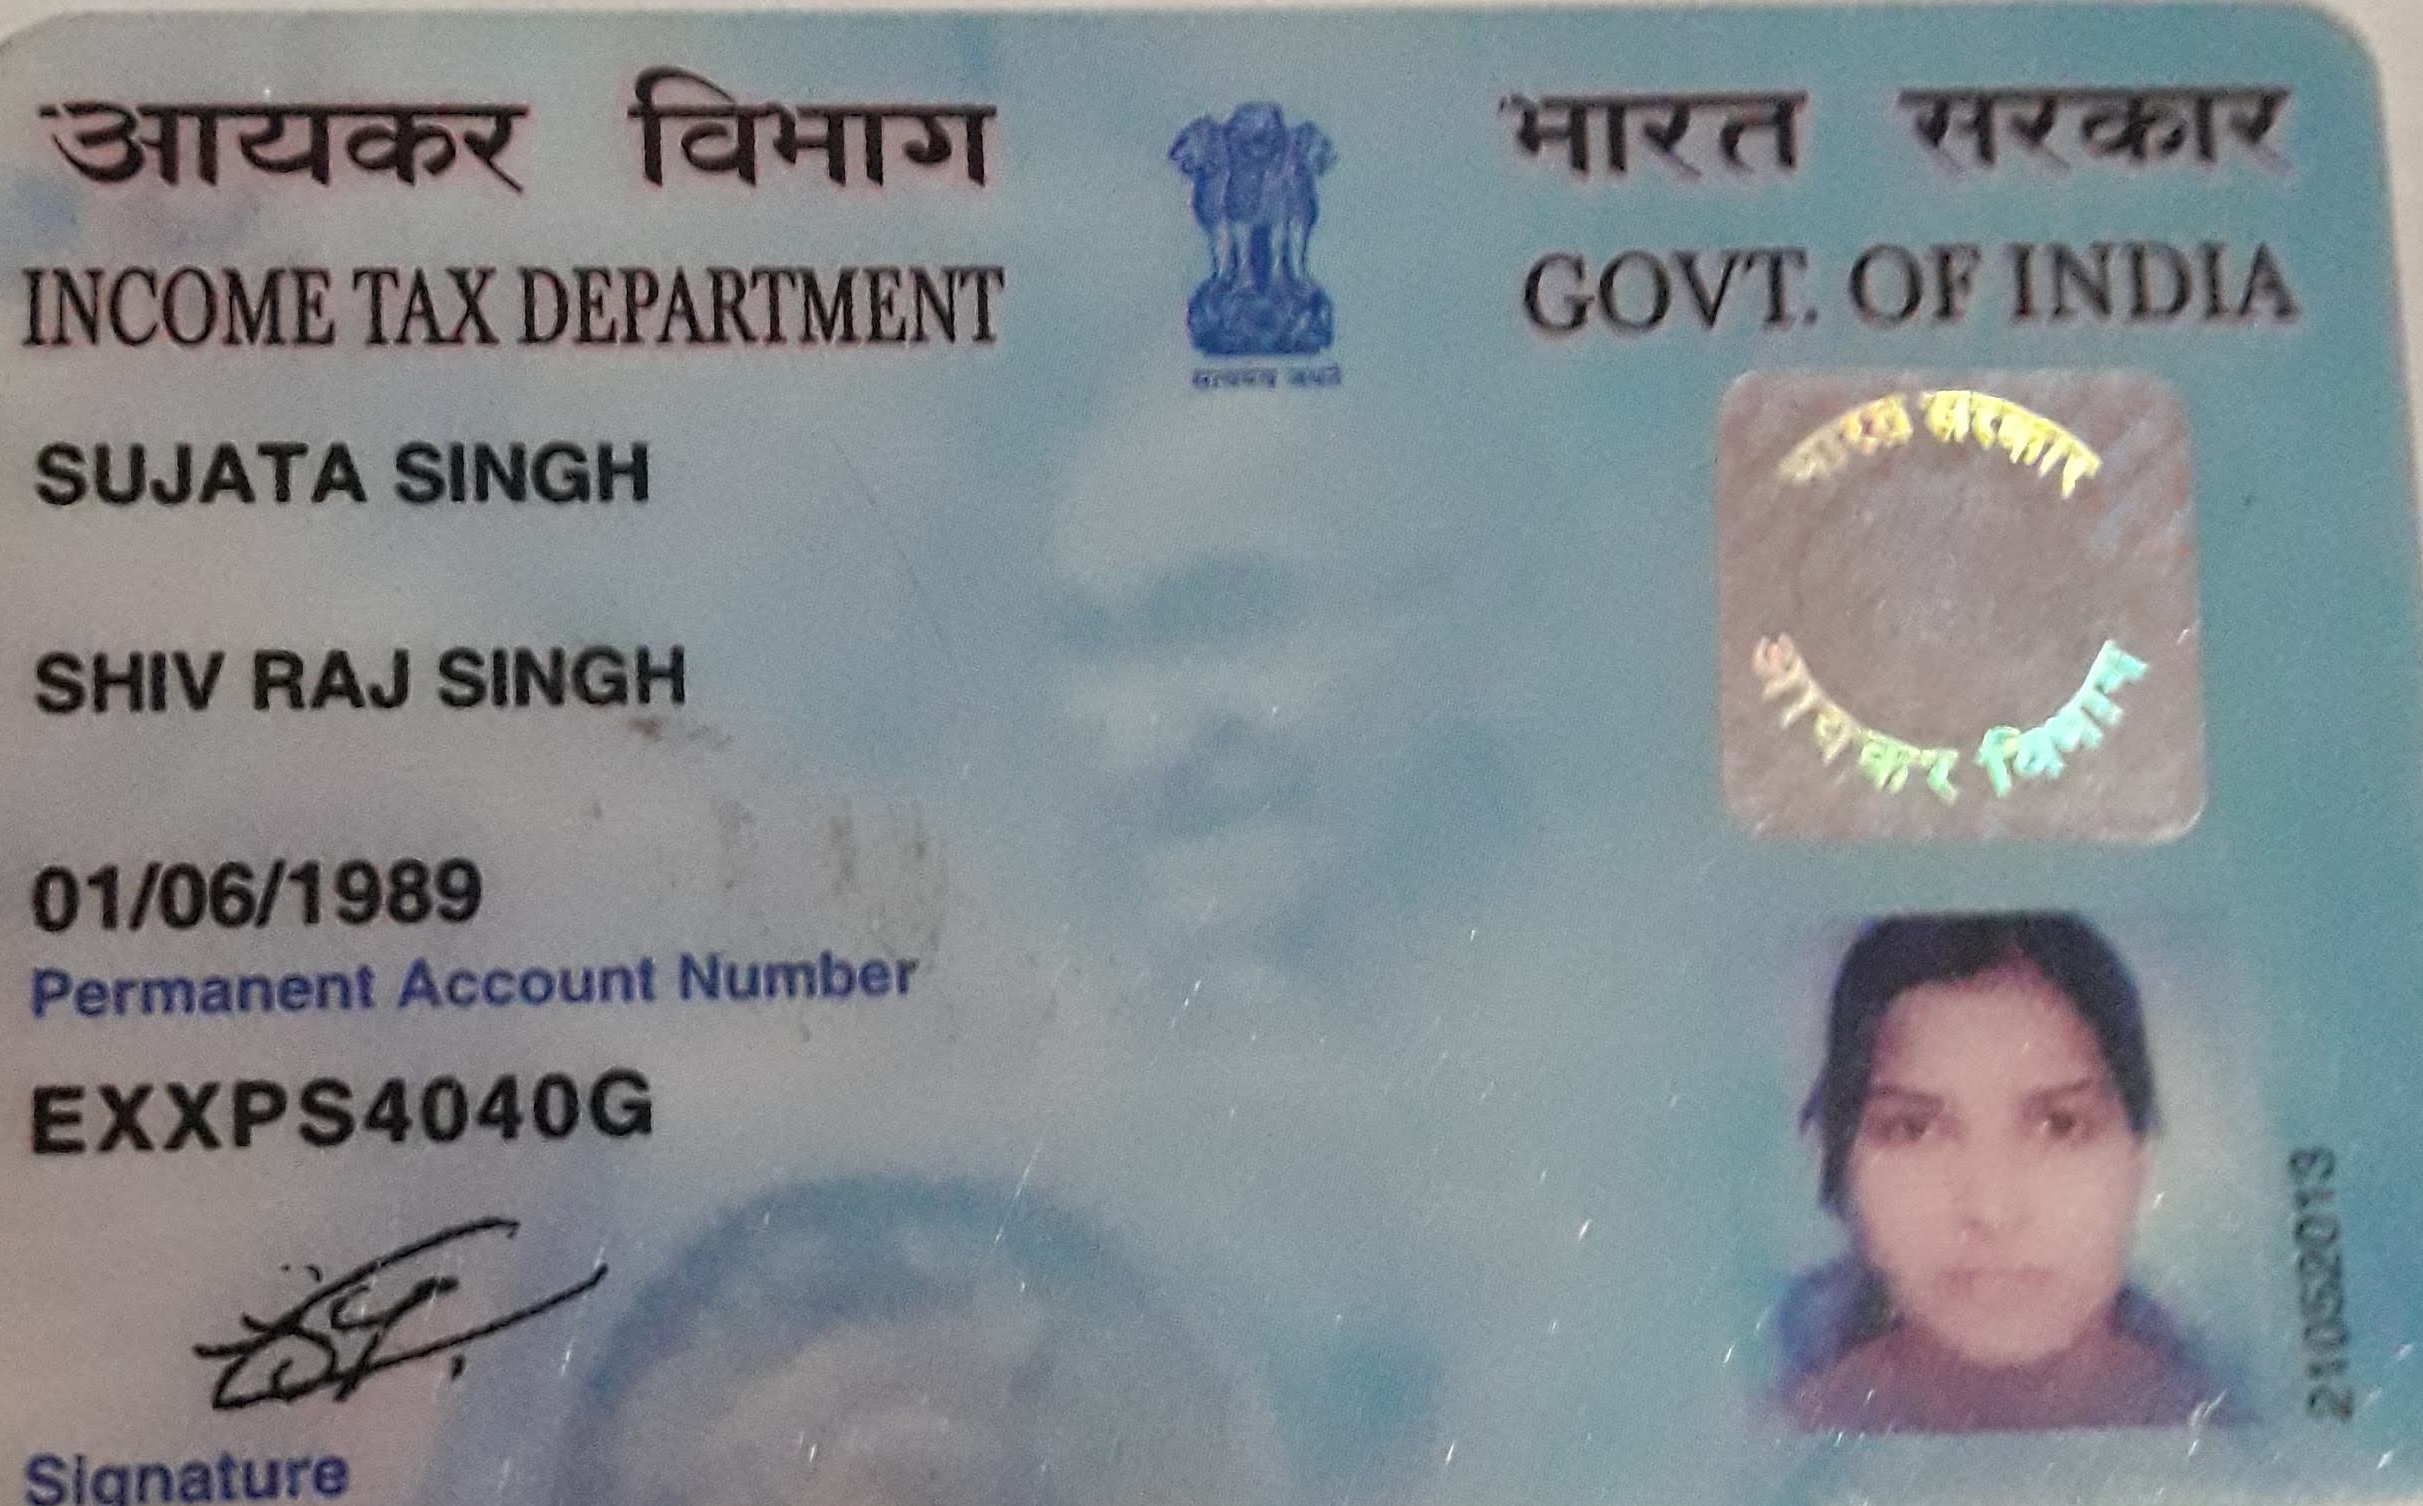 आयकर विभाग
INCOME TAX DEPARTMENT
सत्यमेव जयते
भारत सरकार
GOVT. OF INDIA
SUJATA SINGH
SHIV RAJ SINGH
01/06/1989
Permanent Account Number
EXXPS4040G
Signature
भारत सरकार
आयकर विभाग
21052013